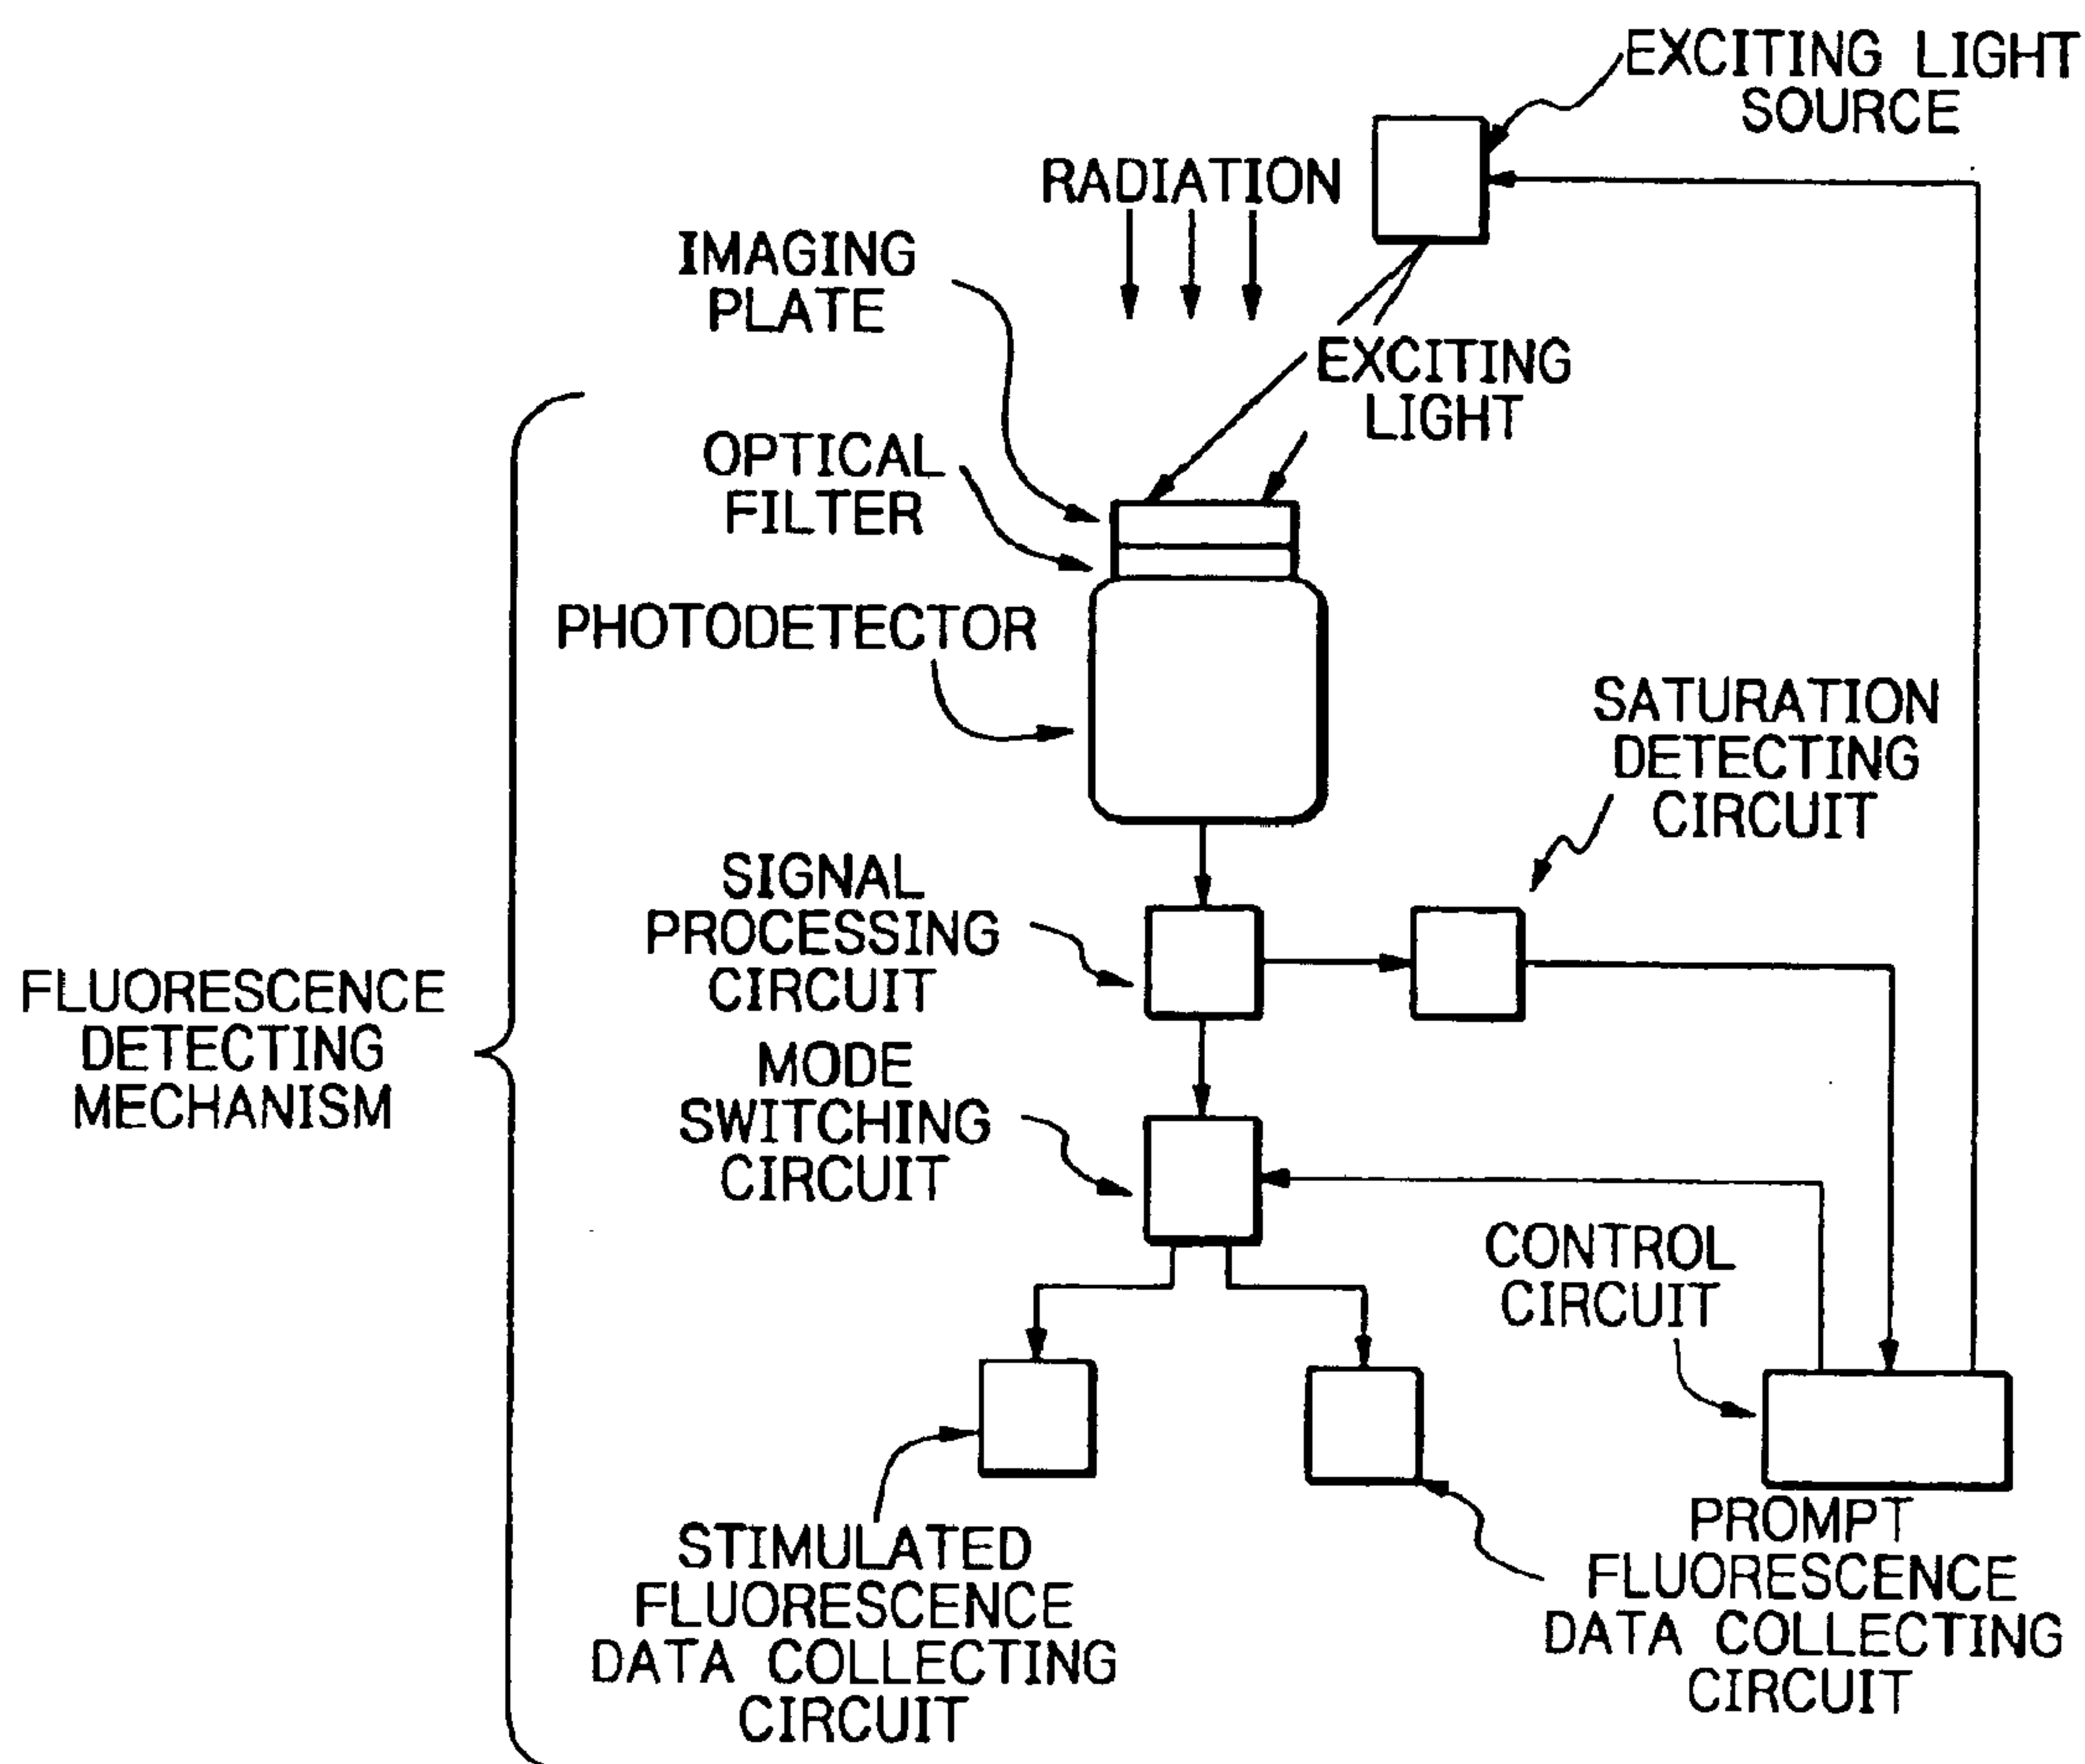 EXCITING LIGHT
SOURCE
RADIATION
IMAGING
PLATE
EXCITING
LIGHT
OPTICAL
FILTER
PHOTODETECTOR
SATURATION
DETECTING
CIRCUIT
SIGNAL
PROCESSING
CIRCUIT
FLUORESCENCE
DETECTING
MECHANISM
MODE
SWITCHING
CIRCUIT
CONTROL
CIRCUIT
STIMULATED
FLUORESCENCE
DATA COLLECTING
CIRCUIT
PROMPT
FLUORESCENCE
DATA COLLECTING
CIRCUIT